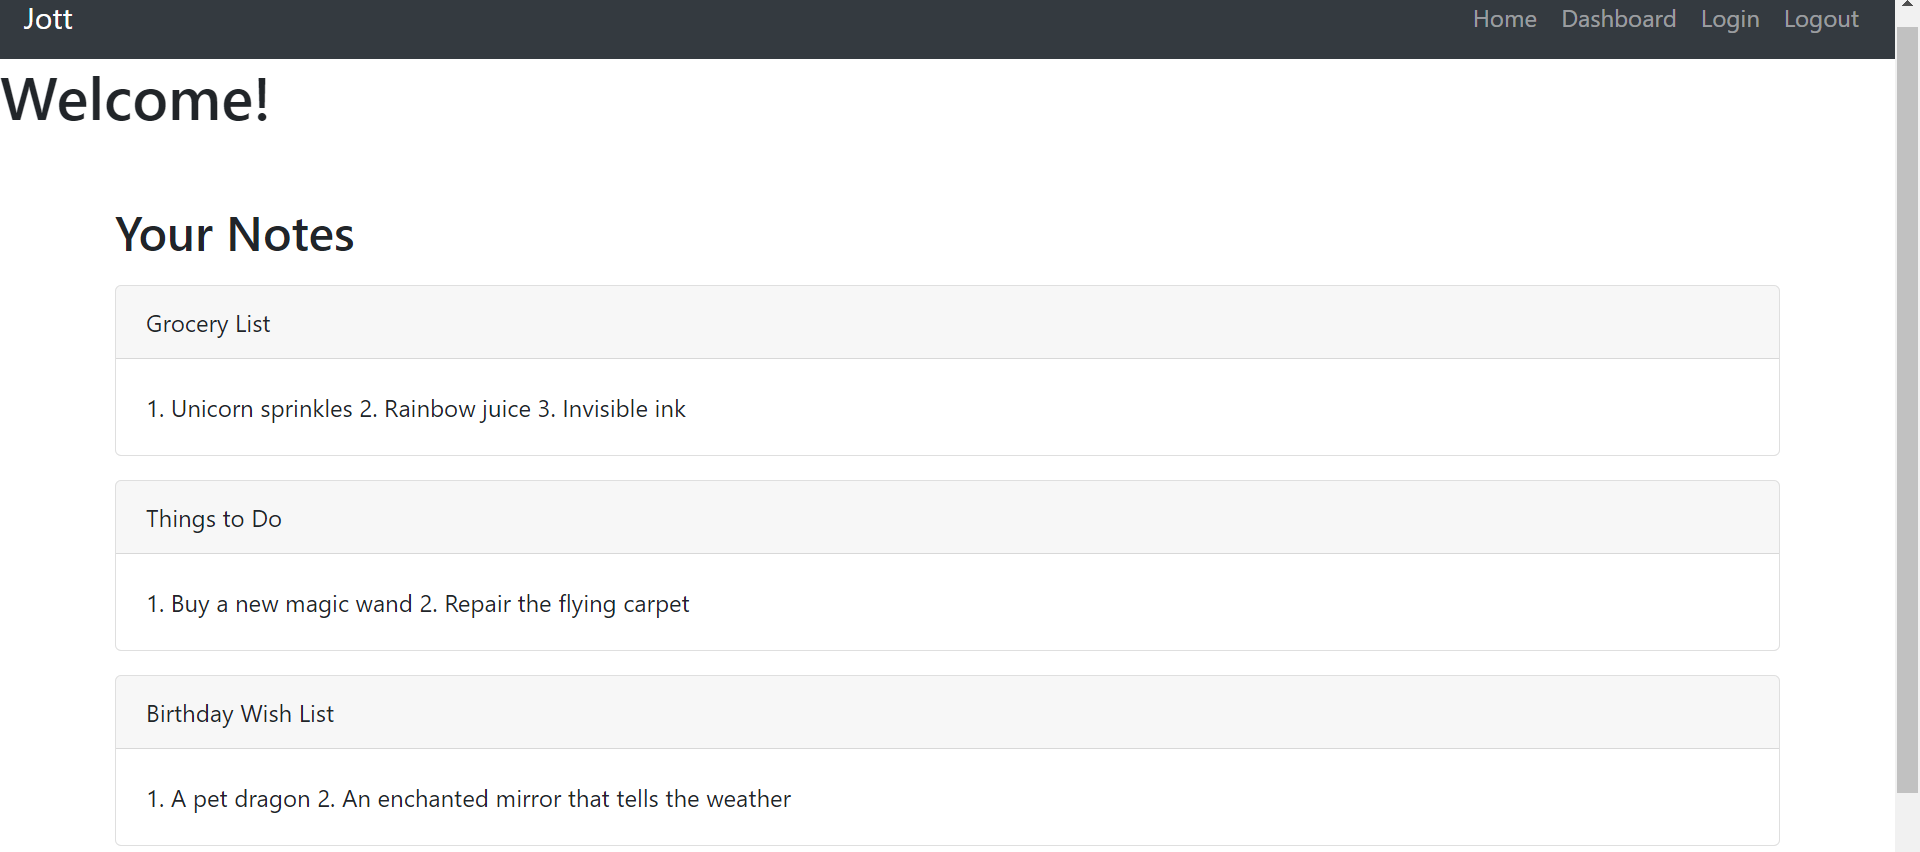 Jott Home Dashboard Login Logout
Welcome!
Your Notes
Grocery List
1. Unicorn sprinkles 2. Rainbow juice 3. Invisible ink
Things to Do
1. Buy a new magic wand 2. Repair the flying carpet
Birthday Wish List
1. A pet dragon 2. An enchanted mirror that tells the weather